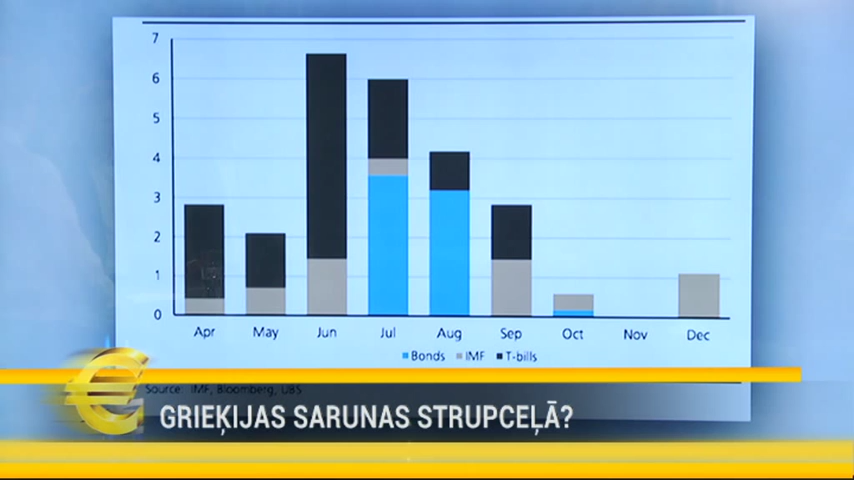 7
6
5
4
3
2
1
0
Apr May Jun Jul Aug Sep Oct Nov Dec
Bonds IMF T-bills
Source: IMF, Bloomberg, UBS
GRIEĶIJAS SARUNAS STRUPCEĻĀ?